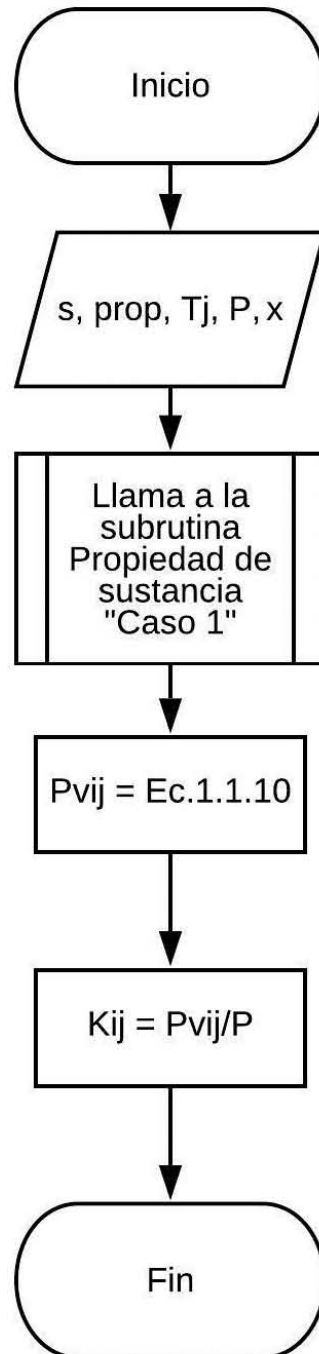 Inicio
s, prop, Tj, P, x
Llama a la
subrutina
Propiedad de
sustancia
"Caso 1"
Pvij = Ec.1.1.10
Kij = Pvij/P
Fin